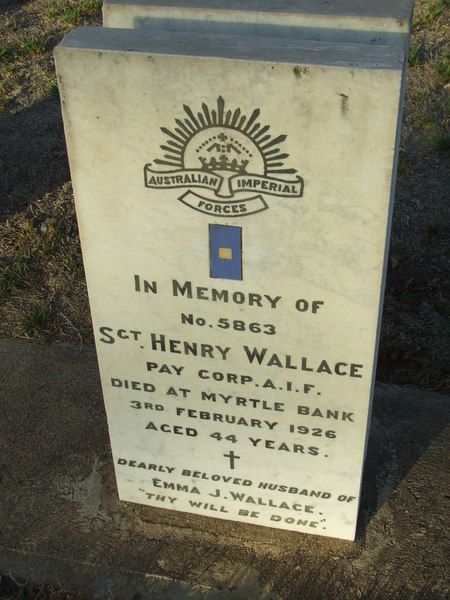 AUSTRALIAN IMPERIAL
FORCES
IN MEMORY OF
NO. 5863
SGT. HENRY WALLACE
PAY CORP. A.I.F.
DIED AT MYRTLE BANK
3RD FEBRUARY 1926
AGED 44 YEARS.
DEARLY BELOVED HUSBAND OF
EMMA J. WALLACE.
"THY WILL BE DONE".